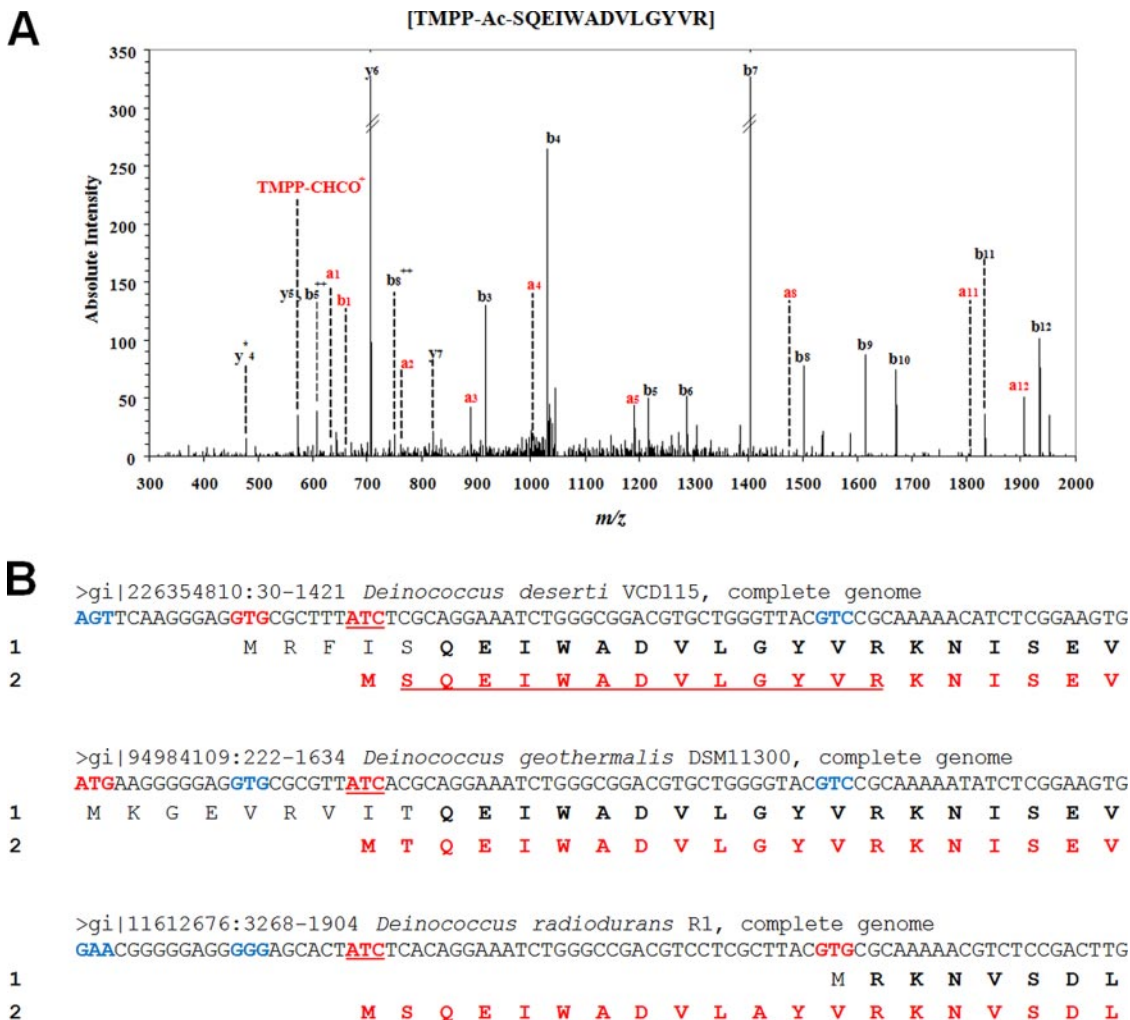 A
[TMPP-Ac-SQEIWADVLGYVR]
Absolute Intensity
350
300
250
200
150
100
50
0
y6
b7
b4
TMPP-CHCO+
y5, b5++
a1
b1
b8++
a2
y+4
y7
a3
b3
a4
a5
b5
b6
a8
b8
b9
b10
a11
b11
a12
b12
300 400 500 600 700 800 900 1000 1100 1200 1300 1400 1500 1600 1700 1800 1900 2000
m/z
B
>gi|226354810:30-1421 Deinococcus deserti VCD115, complete genome
AGTTCAAGGGAGGTGCGCTTTATCTCGCAGGAAATCTGGGCGGACGTGCTGGGTTACGTCCGCAAAAACATCTCGGAAGTG
1 M R F I S Q E I W A D V L G Y V R K N I S E V
2 M S Q E I W A D V L G Y V R K N I S E V
>gi|94984109:222-1634 Deinococcus geothermalis DSM11300, complete genome
ATGAAGGGGGAGGTGCGCGTTATCACGCAGGAAATCTGGGCGGACGTGCTGGGGTACGTCCGCAAAAATATCTCGGAAGTG
1 M K G E V R V I T Q E I W A D V L G Y V R K N I S E V
2 M T Q E I W A D V L G Y V R K N I S E V
>gi|11612676:3268-1904 Deinococcus radiodurans R1, complete genome
GAACGGGGGAGGGGGAGCACTATCTCACAGGAAATCTGGGCCGACGTCCTCGCTTACGTGCGCAAAAACGTCTCCGACTTG
1 M R K N V S D L
2 M S Q E I W A D V L A Y V R K N V S D L